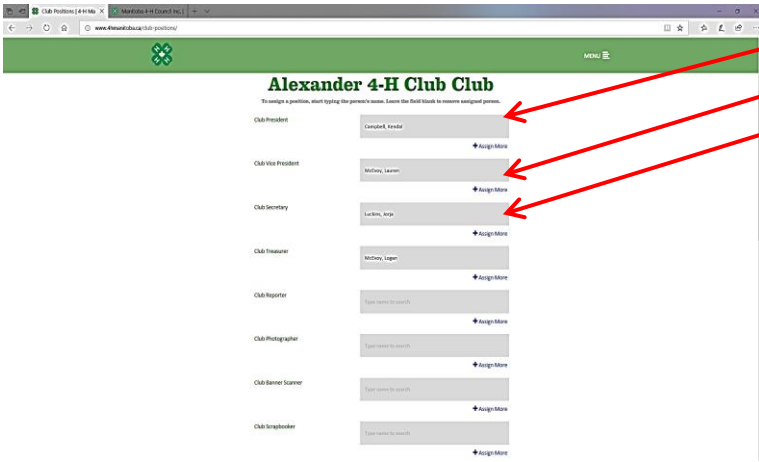 Club Positions | 4-H Ma
Manitoba 4-H Council Inc. |
www.4hmanitoba.ca/club-positions/
MENU
Alexander 4-H Club Club
To assign a position, start typing the person's name. Leave the field blank to remove assigned person.
Club President
Campbell, Kendal
+ Assign More
Club Vice President
McEvoy, Lauren
+ Assign More
Club Secretary
Luckers, Jorja
+ Assign More
Club Treasurer
McEvoy, Logan
+ Assign More
Club Reporter
Type name to search
+ Assign More
Club Photographer
Type name to search
+ Assign More
Club Banner Scanner
Type name to search
+ Assign More
Club Scrapbooker
Type name to search
+ Assign More